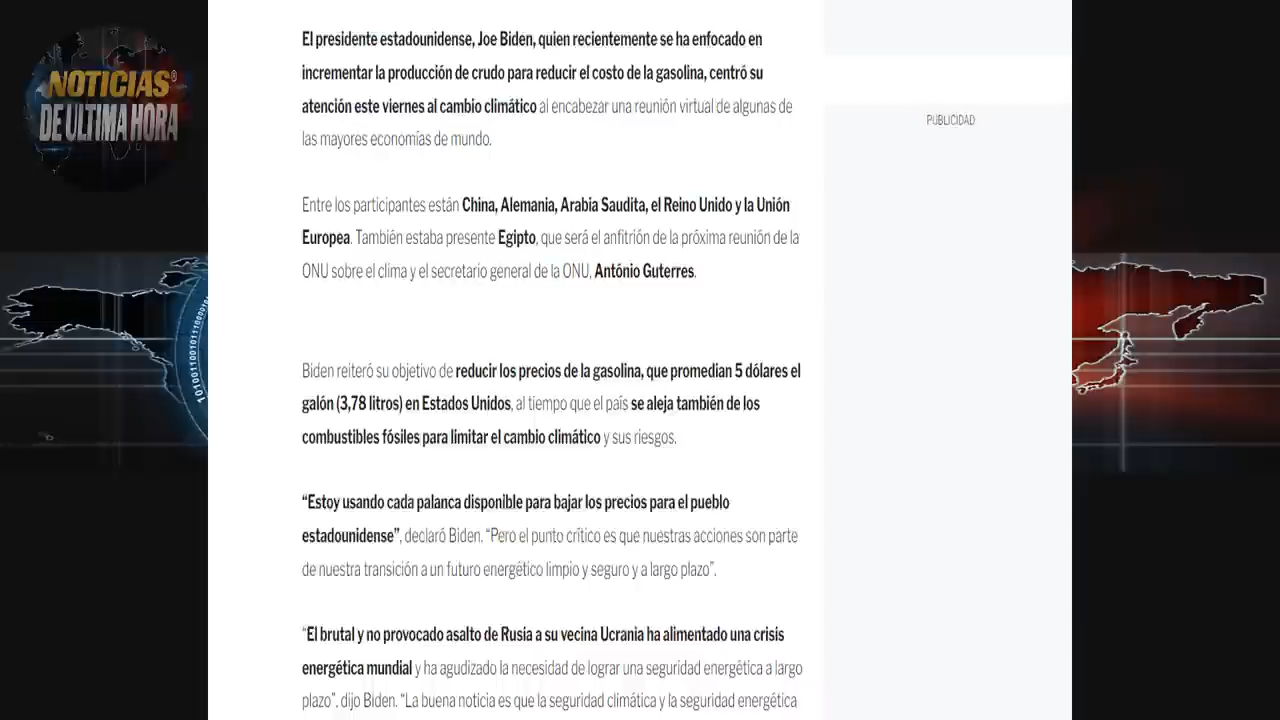 NOTICIAS®
DE ULTIMA HORA
El presidente estadounidense, Joe Biden, quien recientemente se ha enfocado en
incrementar la producción de crudo para reducir el costo de la gasolina, centró su
atención este viernes al cambio climático al encabezar una reunión virtual de algunas de
las mayores economías de mundo.
PUBLICIDAD
Entre los participantes están China, Alemania, Arabia Saudita, el Reino Unido y la Unión
Europea. También estaba presente Egipto, que será el anfitrión de la próxima reunión de la
ONU sobre el clima y el secretario general de la ONU, António Guterres.
Biden reiteró su objetivo de reducir los precios de la gasolina, que promedian 5 dólares el
galón (3,78 litros) en Estados Unidos, al tiempo que el país se aleja también de los
combustibles fósiles para limitar el cambio climático y sus riesgos.
“Estoy usando cada palanca disponible para bajar los precios para el pueblo
estadounidense”, declaró Biden. “Pero el punto crítico es que nuestras acciones son parte
de nuestra transición a un futuro energético limpio y seguro y a largo plazo”.
“El brutal y no provocado asalto de Rusia a su vecina Ucrania ha alimentado una crisis
energética mundial y ha agudizado la necesidad de lograr una seguridad energética a largo
plazo”, dijo Biden. “La buena noticia es que la seguridad climática y la seguridad energética